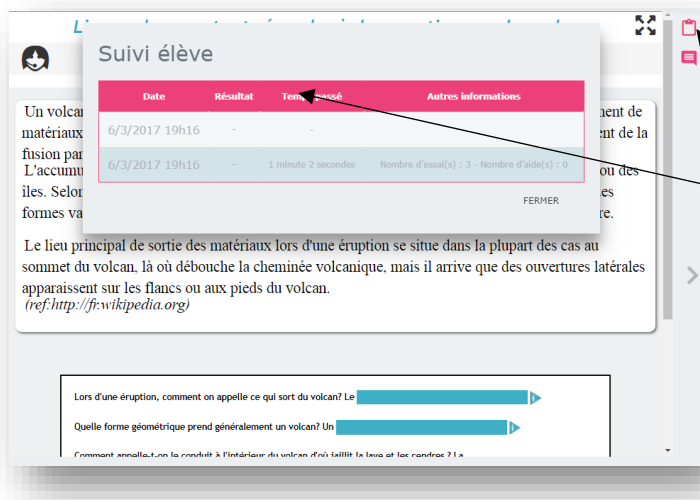 Suivi élève
Date Résultat Temps passé Autres informations
6/3/2017 19h16 - -
6/3/2017 19h16 - 1 minute 2 secondes Nombre d'essai(s) : 3 - Nombre d'aide(s) : 0
FERMER
Un volcan
matériaux ent de la
fusion par
L'accumu ou des
îles. Selon
formes va re.
Le lieu principal de sortie des matériaux lors d'une éruption se situe dans la plupart des cas au
sommet du volcan, là où débouche la cheminée volcanique, mais il arrive que des ouvertures latérales
apparaissent sur les flancs ou aux pieds du volcan.
(ref:http://fr.wikipedia.org)
Lors d'une éruption, comment on appelle ce qui sort du volcan? Le
Quelle forme géométrique prend généralement un volcan? Un
Comment appelle-t-on le conduit à l'intérieur du volcan d'où jaillit la lave et les cendres ? La